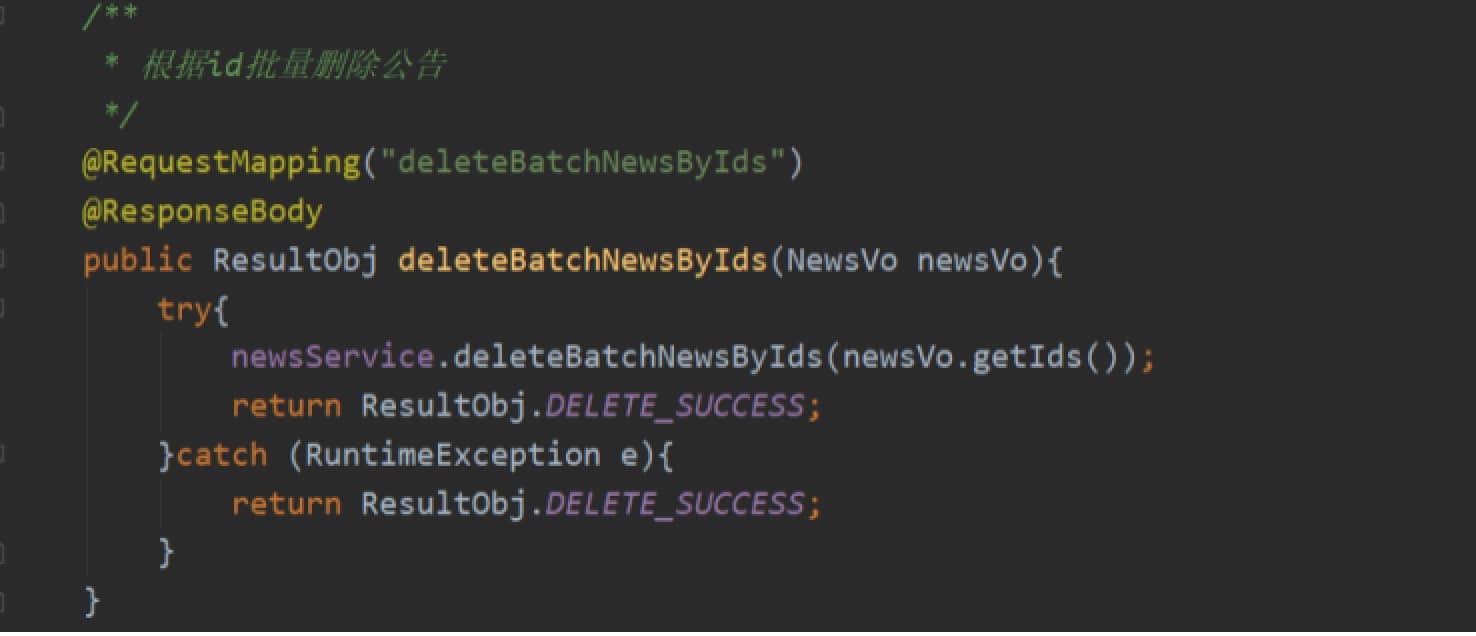 /**
 * 根据id批量删除公告
 */
@RequestMapping("deleteBatchNewsByIds")
@ResponseBody
public ResultObj deleteBatchNewsByIds(NewsVo newsVo){
    try{
        newsService.deleteBatchNewsByIds(newsVo.getIds());
        return ResultObj.DELETE_SUCCESS;
    }catch (RuntimeException e){
        return ResultObj.DELETE_SUCCESS;
    }
}